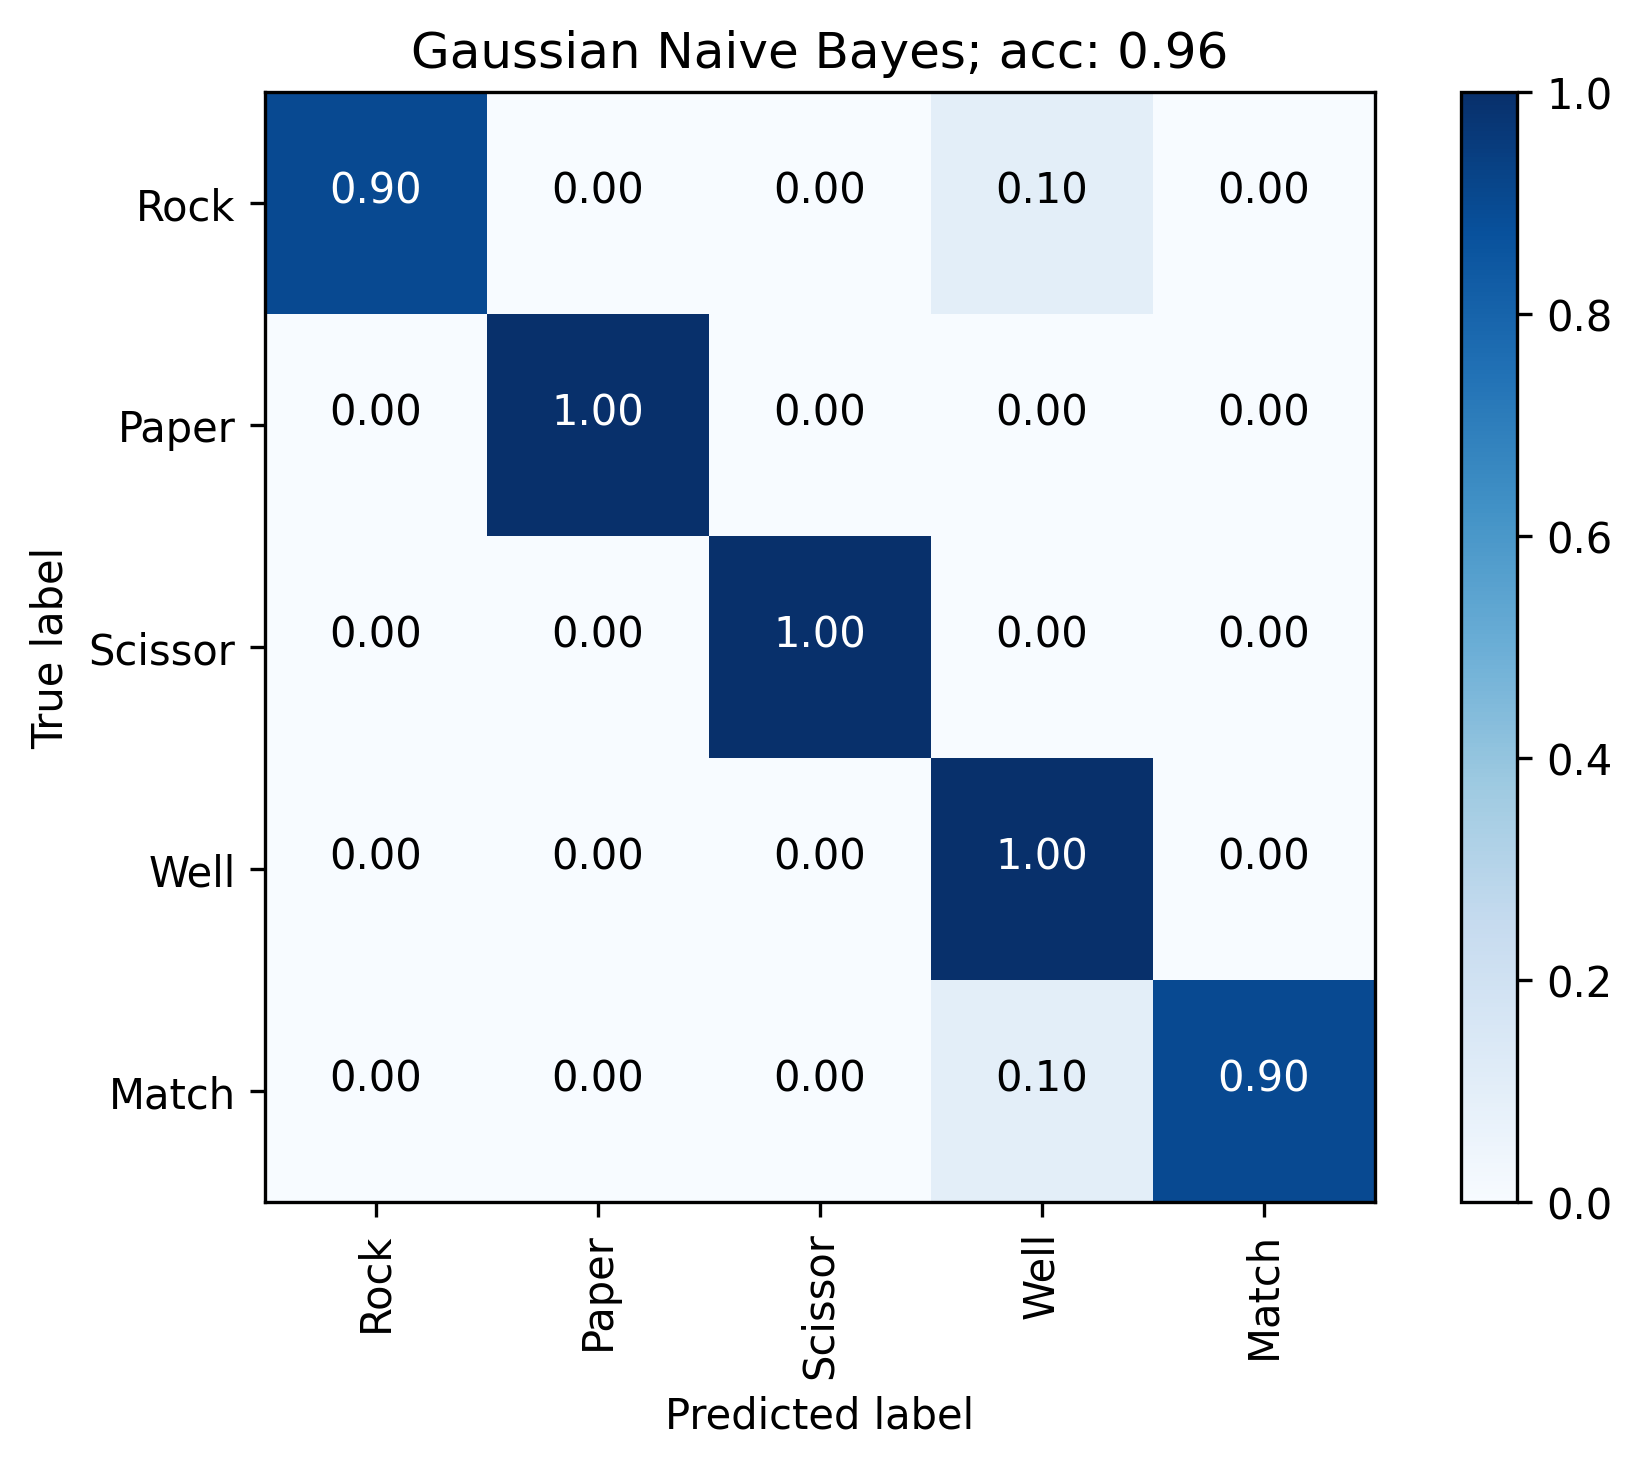 Gaussian Naive Bayes; acc: 0.96
True label
Rock 0.90 0.00 0.00 0.10 0.00
Paper 0.00 1.00 0.00 0.00 0.00
Scissor 0.00 0.00 1.00 0.00 0.00
Well 0.00 0.00 0.00 1.00 0.00
Match 0.00 0.00 0.00 0.10 0.90
Rock Paper Scissor Well Match
Predicted label
1.0
0.8
0.6
0.4
0.2
0.0